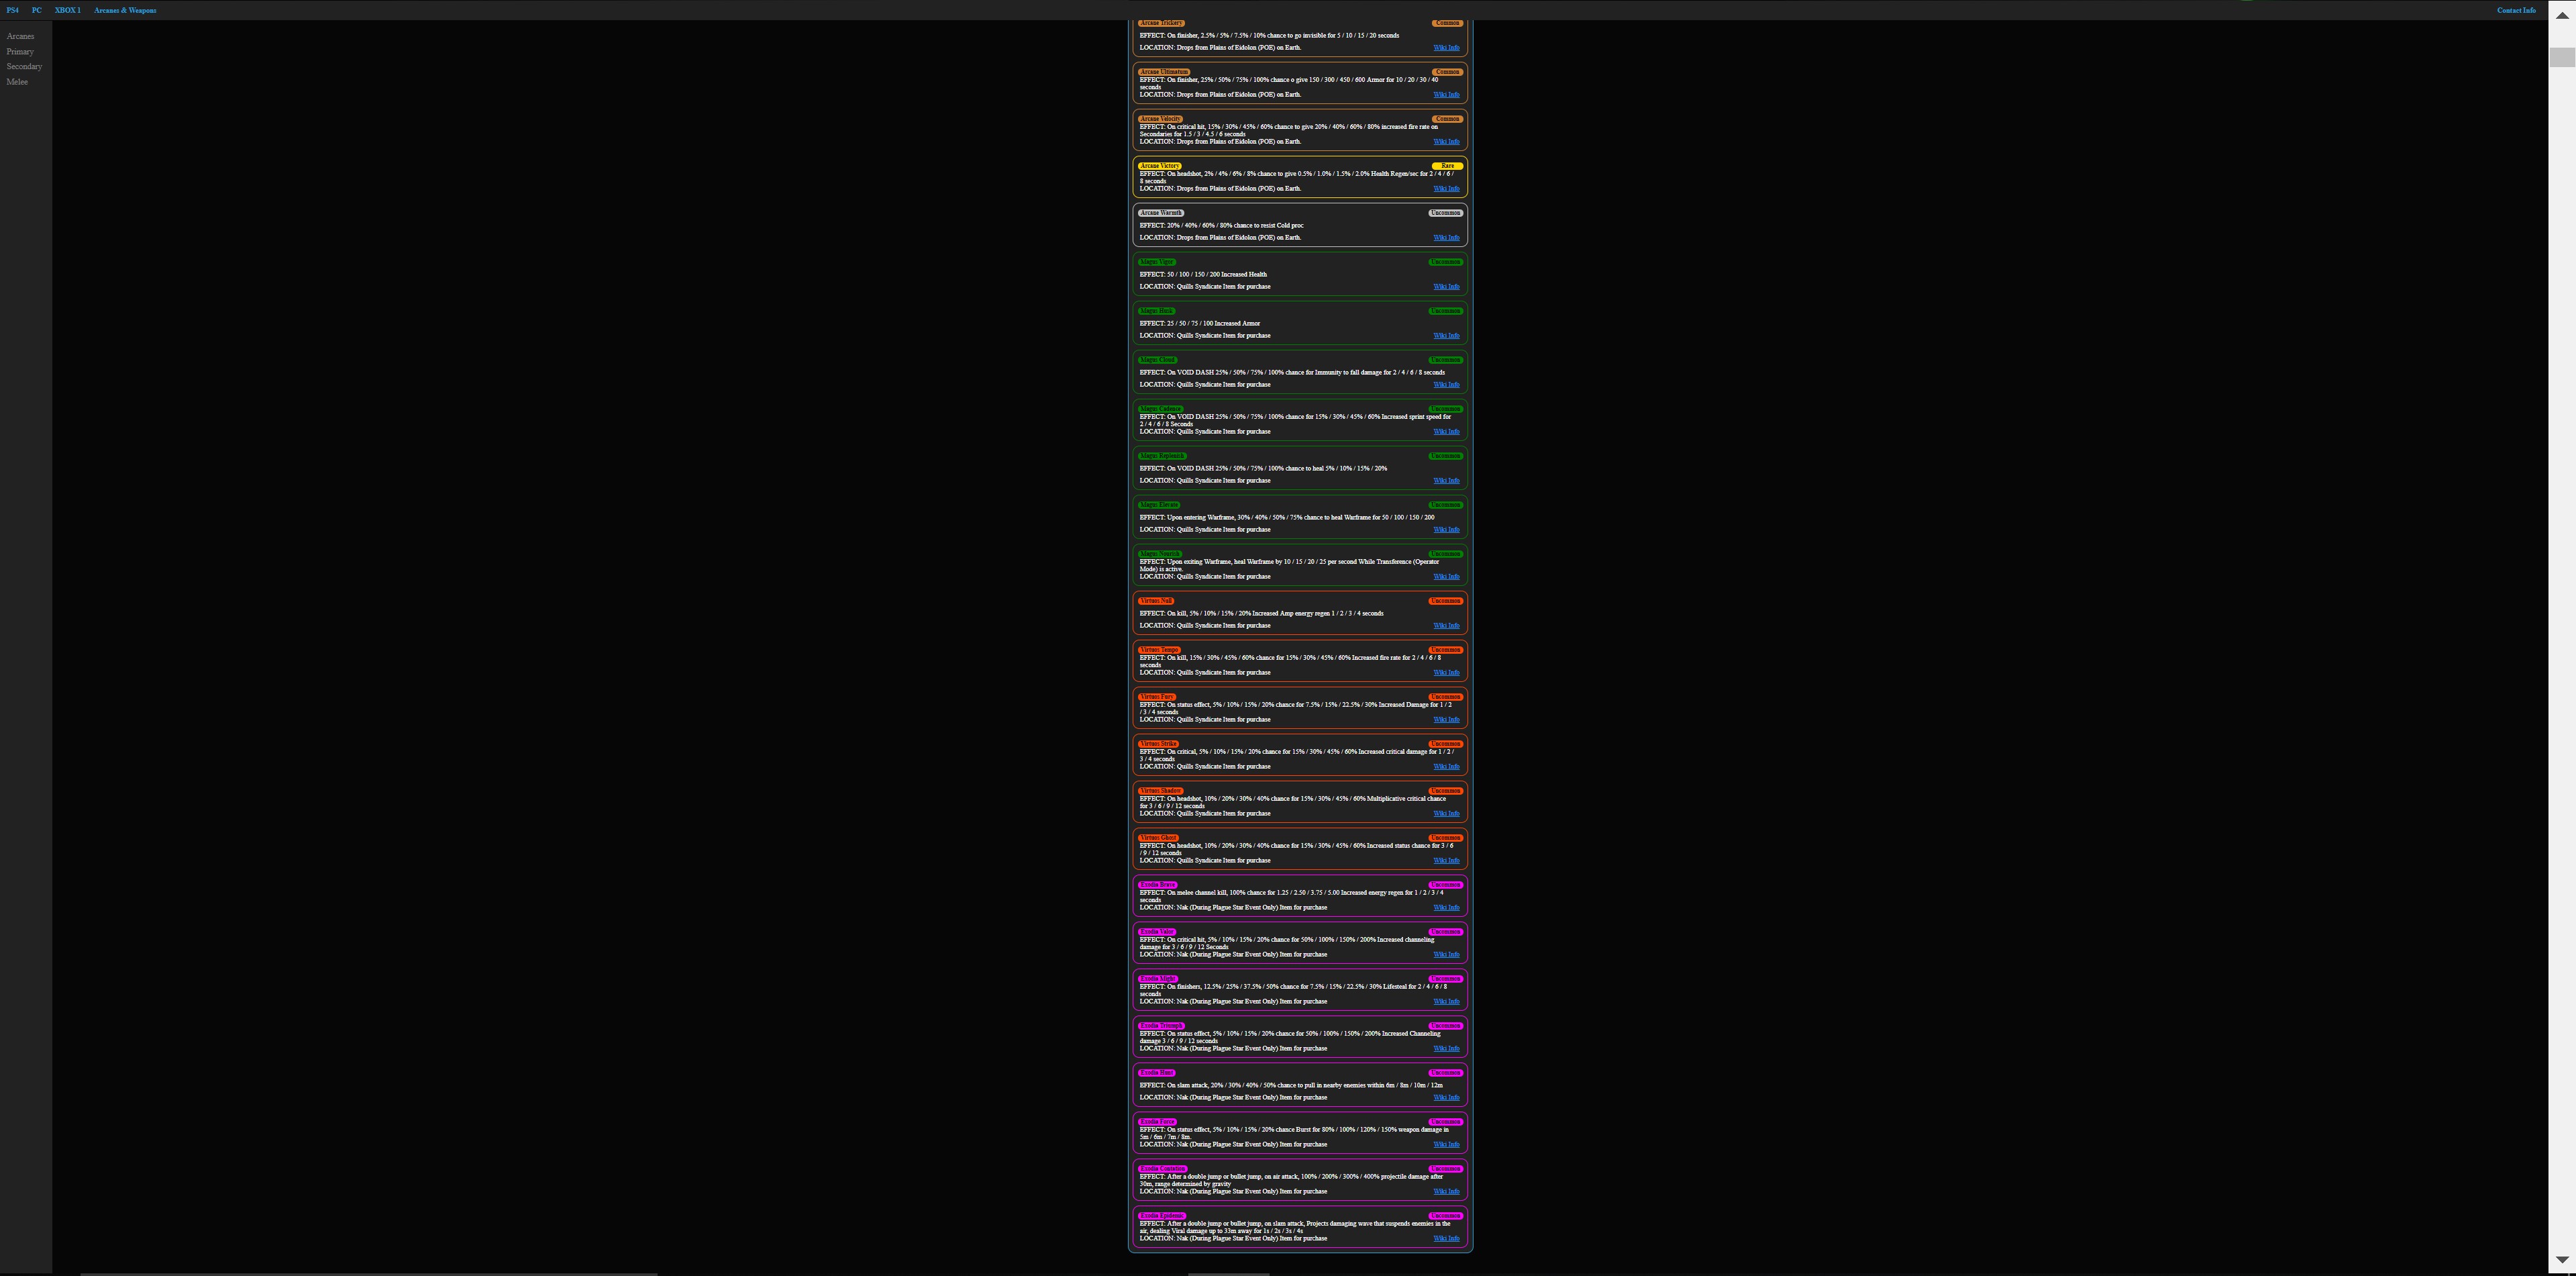 PS4 PC XBOX 1 Arcanes & Weapons Contact Info
Arcanes
Primary
Secondary
Melee
Arcane Trickery Common
EFFECT: On finisher, 2.5% / 5% / 7.5% / 10% chance to go invisible for 5 / 10 / 15 / 20 seconds
LOCATION: Drops from Plains of Eidolon (POE) on Earth. Wiki Info
Arcane Ultimatum Common
EFFECT: On finisher, 25% / 50% / 75% / 100% chance o give 150 / 300 / 450 / 600 Armor for 10 / 20 / 30 / 40
seconds
LOCATION: Drops from Plains of Eidolon (POE) on Earth. Wiki Info
Arcane Velocity Common
EFFECT: On critical hit, 15% / 30% / 45% / 60% chance to give 20% / 40% / 60% / 80% increased fire rate on
Secondaries for 1.5 / 3 / 4.5 / 6 seconds
LOCATION: Drops from Plains of Eidolon (POE) on Earth. Wiki Info
Arcane Victory Rare
EFFECT: On headshot, 2% / 4% / 6% / 8% chance to give 0.5% / 1.0% / 1.5% / 2.0% Health Regen/sec for 2 / 4 / 6 /
8 seconds
LOCATION: Drops from Plains of Eidolon (POE) on Earth. Wiki Info
Arcane Warmth Uncommon
EFFECT: 20% / 40% / 60% / 80% chance to resist Cold proc
LOCATION: Drops from Plains of Eidolon (POE) on Earth. Wiki Info
Magus Vigor Uncommon
EFFECT: 50 / 100 / 150 / 200 Increased Health
LOCATION: Quills Syndicate Item for purchase Wiki Info
Magus Husk Uncommon
EFFECT: 25 / 50 / 75 / 100 Increased Armor
LOCATION: Quills Syndicate Item for purchase Wiki Info
Magus Cloud Uncommon
EFFECT: On VOID DASH 25% / 50% / 75% / 100% chance for Immunity to fall damage for 2 / 4 / 6 / 8 seconds
LOCATION: Quills Syndicate Item for purchase Wiki Info
Magus Cadence Uncommon
EFFECT: On VOID DASH 25% / 50% / 75% / 100% chance for 15% / 30% / 45% / 60% Increased sprint speed for
2 / 4 / 6 / 8 Seconds
LOCATION: Quills Syndicate Item for purchase Wiki Info
Magus Replenish Uncommon
EFFECT: On VOID DASH 25% / 50% / 75% / 100% chance to heal 5% / 10% / 15% / 20%
LOCATION: Quills Syndicate Item for purchase Wiki Info
Magus Elevate Uncommon
EFFECT: Upon entering Warframe, 30% / 40% / 50% / 75% chance to heal Warframe for 50 / 100 / 150 / 200
LOCATION: Quills Syndicate Item for purchase Wiki Info
Magus Nourish Uncommon
EFFECT: Upon exiting Warframe, heal Warframe by 10 / 15 / 20 / 25 per second While Transference (Operator
Mode) is active.
LOCATION: Quills Syndicate Item for purchase Wiki Info
Virtuos Null Uncommon
EFFECT: On kill, 5% / 10% / 15% / 20% Increased Amp energy regen 1 / 2 / 3 / 4 seconds
LOCATION: Quills Syndicate Item for purchase Wiki Info
Virtuos Tempo Uncommon
EFFECT: On kill, 15% / 30% / 45% / 60% chance for 15% / 30% / 45% / 60% Increased fire rate for 2 / 4 / 6 / 8
seconds
LOCATION: Quills Syndicate Item for purchase Wiki Info
Virtuos Fury Uncommon
EFFECT: On status effect, 5% / 10% / 15% / 20% chance for 7.5% / 15% / 22.5% / 30% Increased Damage for 1 / 2
/ 3 / 4 seconds
LOCATION: Quills Syndicate Item for purchase Wiki Info
Virtuos Strike Uncommon
EFFECT: On critical, 5% / 10% / 15% / 20% chance for 15% / 30% / 45% / 60% Increased critical damage for 1 / 2 /
3 / 4 seconds
LOCATION: Quills Syndicate Item for purchase Wiki Info
Virtuos Shadow Uncommon
EFFECT: On headshot, 10% / 20% / 30% / 40% chance for 15% / 30% / 45% / 60% Multiplicative critical chance
for 3 / 6 / 9 / 12 seconds
LOCATION: Quills Syndicate Item for purchase Wiki Info
Virtuos Ghost Uncommon
EFFECT: On headshot, 10% / 20% / 30% / 40% chance for 15% / 30% / 45% / 60% Increased status chance for 3 / 6
/ 9 / 12 seconds
LOCATION: Quills Syndicate Item for purchase Wiki Info
Exodia Brave Uncommon
EFFECT: On melee channel kill, 100% chance for 1.25 / 2.50 / 3.75 / 5.00 Increased energy regen for 1 / 2 / 3 / 4
seconds
LOCATION: Nak (During Plague Star Event Only) Item for purchase Wiki Info
Exodia Valor Uncommon
EFFECT: On critical hit, 5% / 10% / 15% / 20% chance for 50% / 100% / 150% / 200% Increased channeling
damage for 3 / 6 / 9 / 12 Seconds
LOCATION: Nak (During Plague Star Event Only) Item for purchase Wiki Info
Exodia Might Uncommon
EFFECT: On finishers, 12.5% / 25% / 37.5% / 50% chance for 7.5% / 15% / 22.5% / 30% Lifesteal for 2 / 4 / 6 / 8
seconds
LOCATION: Nak (During Plague Star Event Only) Item for purchase Wiki Info
Exodia Triumph Uncommon
EFFECT: On status effect, 5% / 10% / 15% / 20% chance for 50% / 100% / 150% / 200% Increased Channeling
damage 3 / 6 / 9 / 12 seconds
LOCATION: Nak (During Plague Star Event Only) Item for purchase Wiki Info
Exodia Hunt Uncommon
EFFECT: On slam attack, 20% / 30% / 40% / 50% chance to pull in nearby enemies within 6m / 8m / 10m / 12m
LOCATION: Nak (During Plague Star Event Only) Item for purchase Wiki Info
Exodia Force Uncommon
EFFECT: On status effect, 5% / 10% / 15% / 20% chance Burst for 80% / 100% / 120% / 150% weapon damage in
5m / 6m / 7m / 8m.
LOCATION: Nak (During Plague Star Event Only) Item for purchase Wiki Info
Exodia Contagion Uncommon
EFFECT: After a double jump or bullet jump, on air attack, 100% / 200% / 300% / 400% projectile damage after
30m, range determined by gravity
LOCATION: Nak (During Plague Star Event Only) Item for purchase Wiki Info
Exodia Epidemic Uncommon
EFFECT: After a double jump or bullet jump, on slam attack, Projects damaging wave that suspends enemies in the
air, dealing Viral damage up to 33m away for 1s / 2s / 3s / 4s
LOCATION: Nak (During Plague Star Event Only) Item for purchase Wiki Info